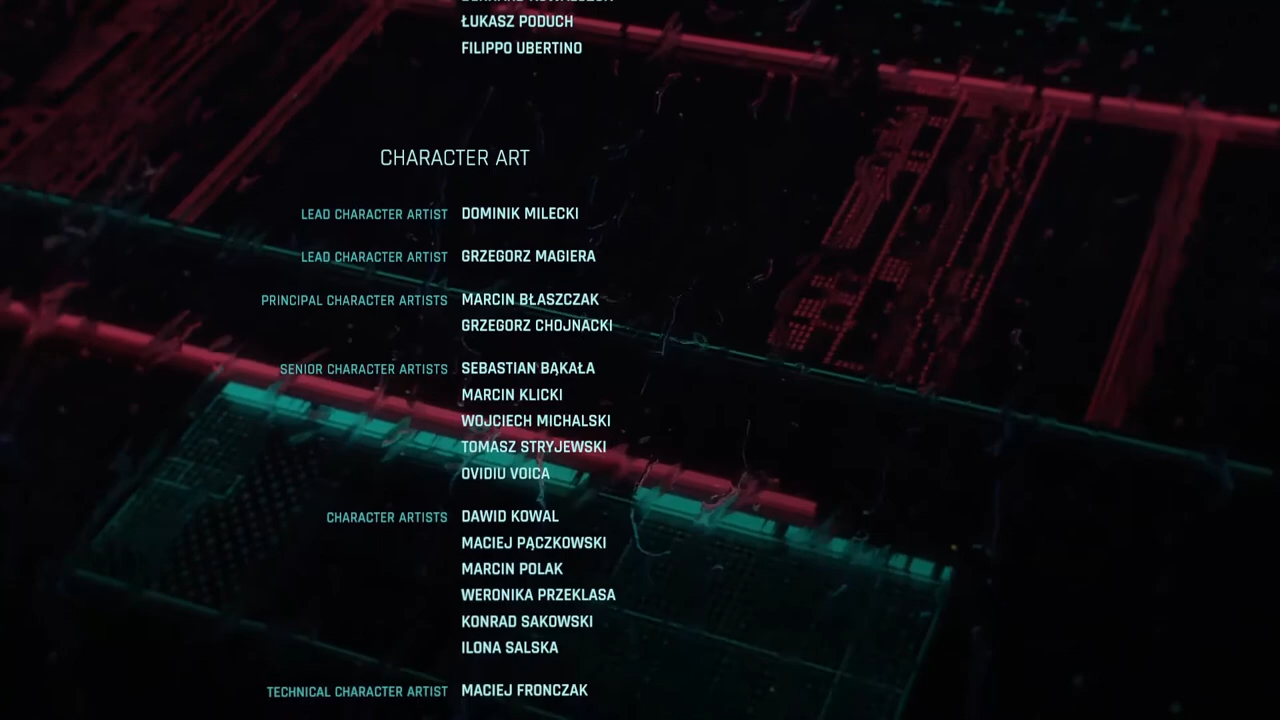 ŁUKASZ PODUCH
FILIPPO UBERTINO
CHARACTER ART
LEAD CHARACTER ARTIST DOMINIK MILECKI
LEAD CHARACTER ARTIST GRZEGORZ MAGIERA
PRINCIPAL CHARACTER ARTISTS MARCIN BŁASZCZAK
GRZEGORZ CHOJNACKI
SENIOR CHARACTER ARTISTS SEBASTIAN BĄKAŁA
MARCIN KLICKI
WOJCIECH MICHALSKI
TOMASZ STRYJEWSKI
OVIDIU VOICA
CHARACTER ARTISTS DAWID KOWAL
MACIEJ PĄCZKOWSKI
MARCIN POLAK
WERONIKA PRZEKLASA
KONRAD SAKOWSKI
ILONA SALSKA
TECHNICAL CHARACTER ARTIST MACIEJ FRONCZAK